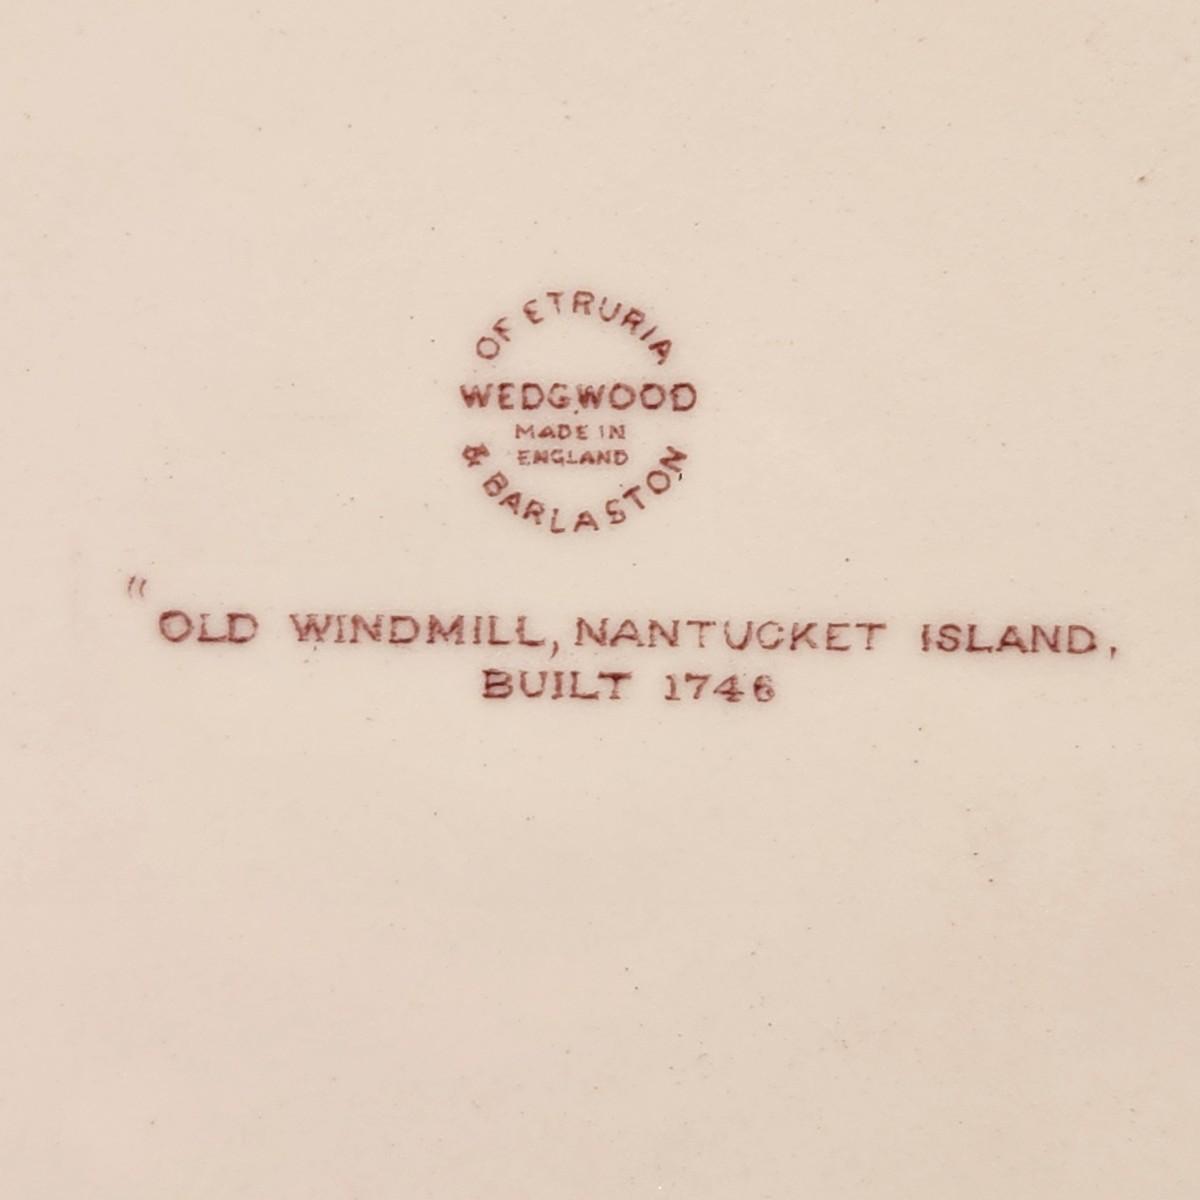 OF ETRURIA
WEDGWOOD
MADE IN
ENGLAND
& BARLASTON
"OLD WINDMILL, NANTUCKET ISLAND,
BUILT 1746